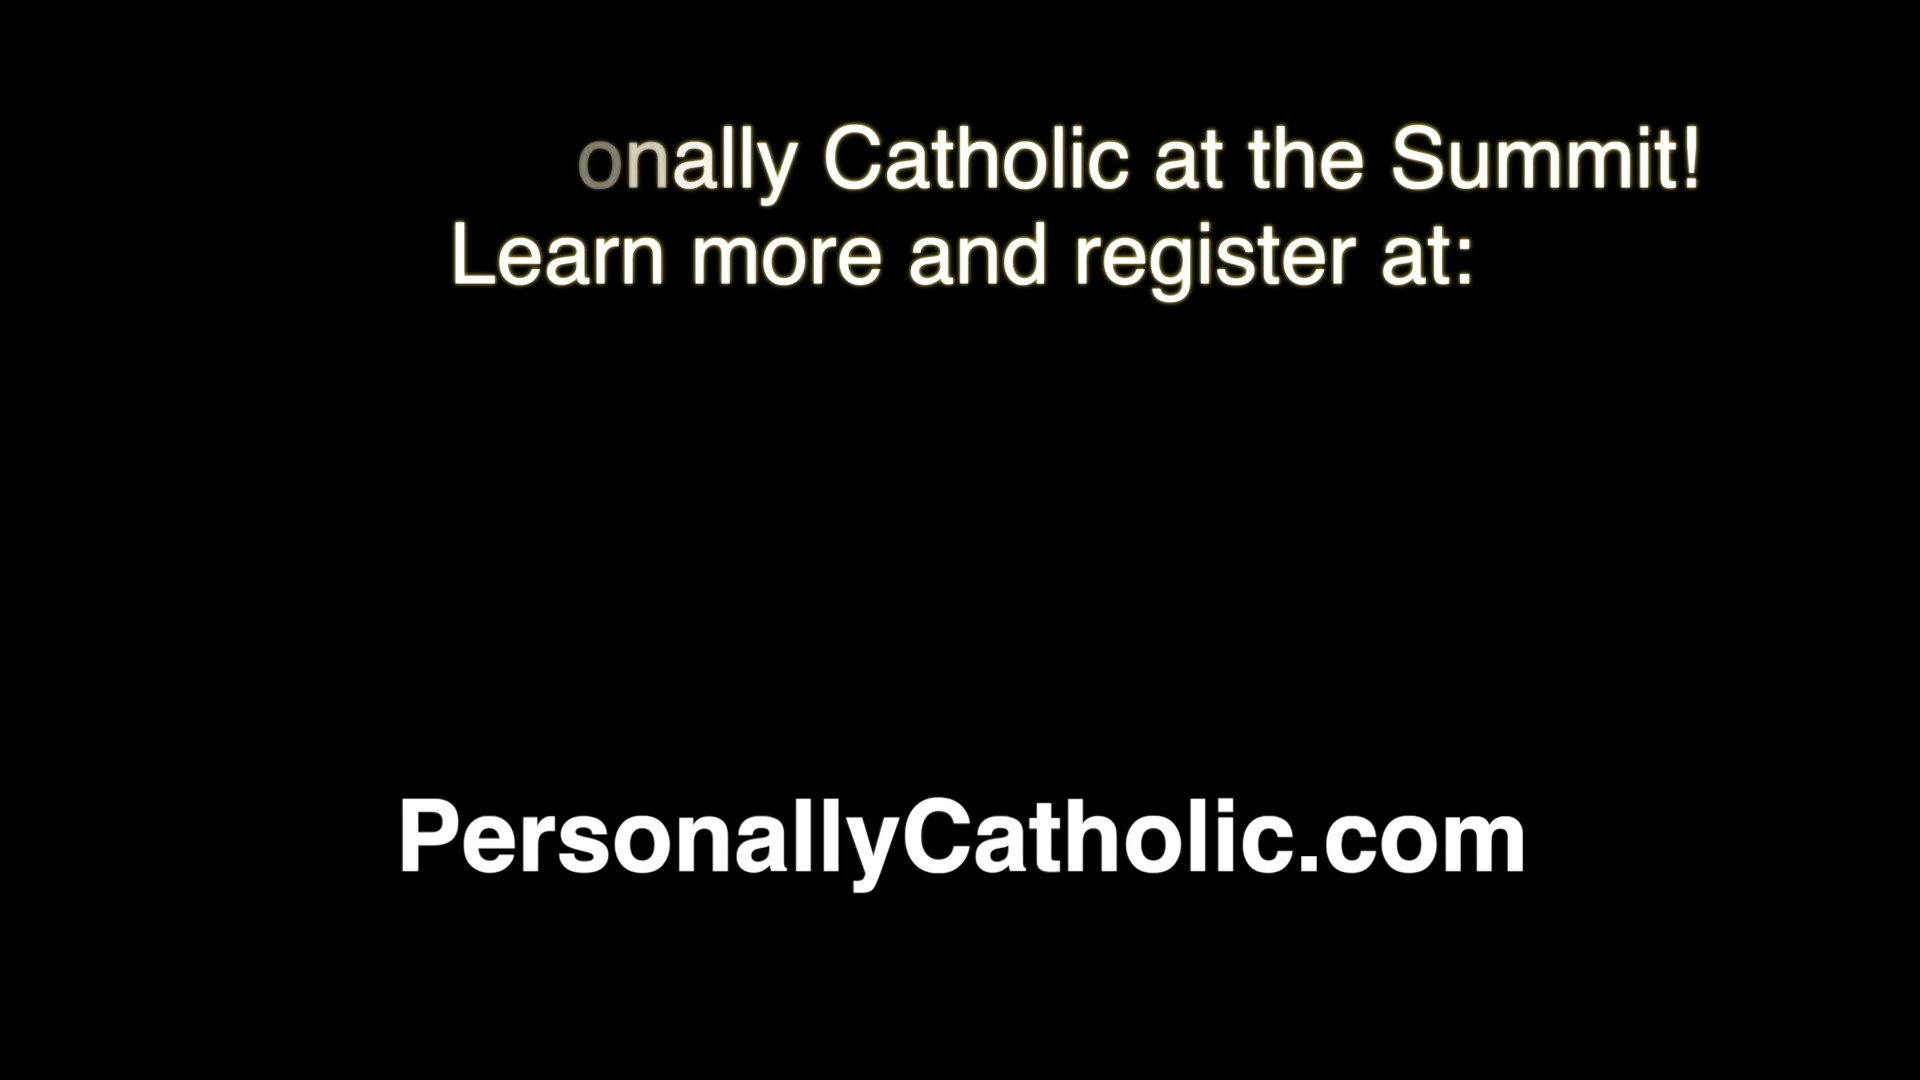 onally Catholic at the Summit!
Learn more and register at:
PersonallyCatholic.com